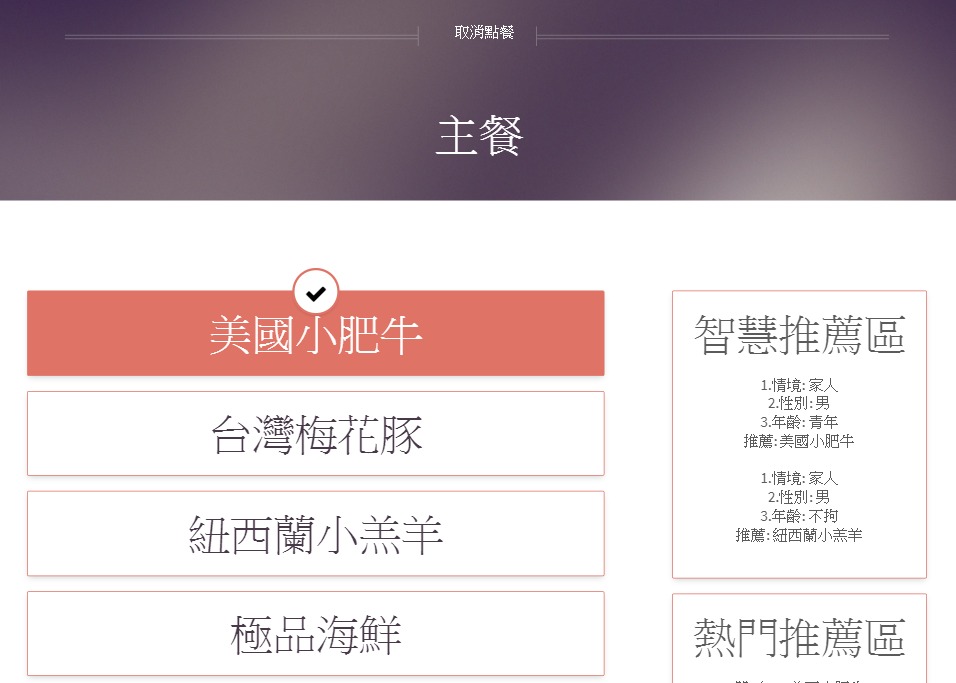 取消點餐
主餐
美國小肥牛
台灣梅花豚
紐西蘭小羔羊
極品海鮮
智慧推薦區
1.情境: 家人
2.性別: 男
3.年齡: 青年
推薦: 美國小肥牛
1.情境: 家人
2.性別: 男
3.年齡: 不拘
推薦: 紐西蘭小羔羊
熱門推薦區